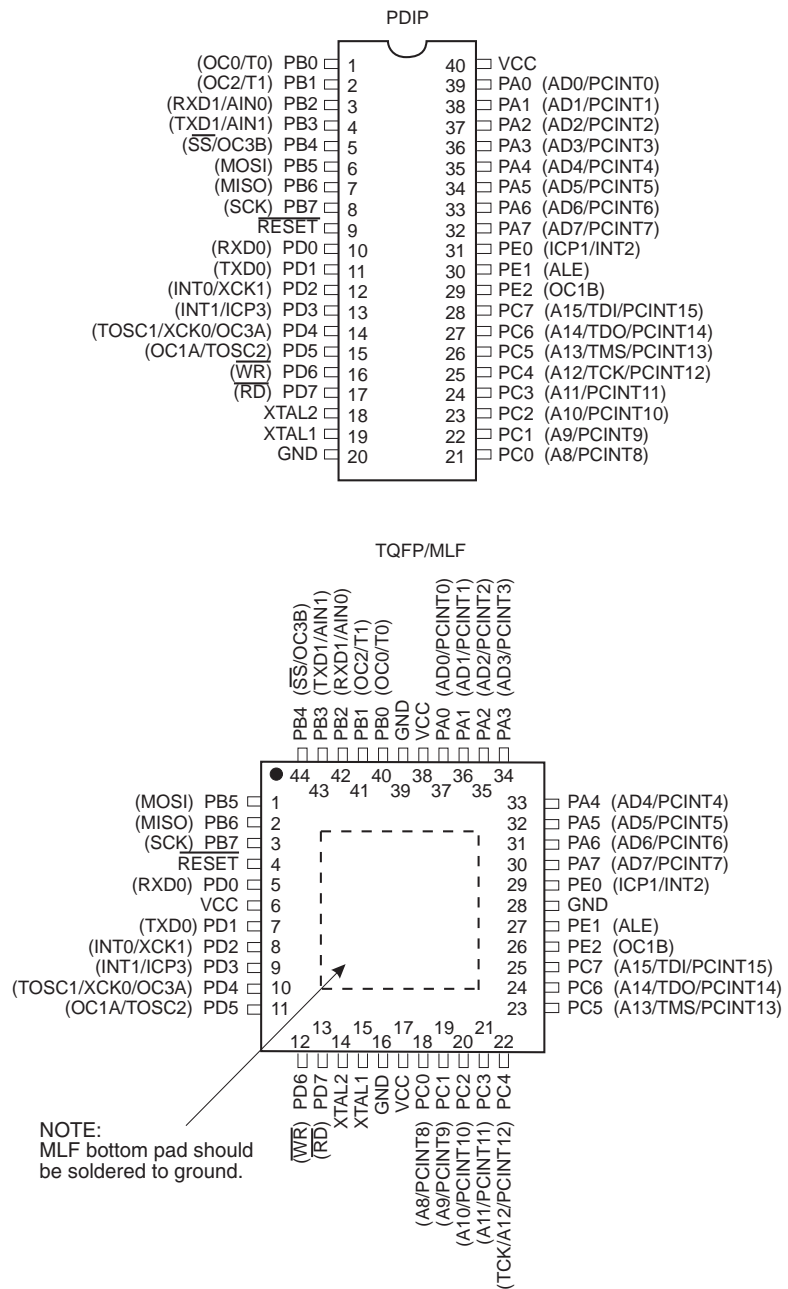 PDIP
(OC0/T0) PB0 1 40 VCC
(OC2/T1) PB1 2 39 PA0 (AD0/PCINT0)
(RXD1/AIN0) PB2 3 38 PA1 (AD1/PCINT1)
(TXD1/AIN1) PB3 4 37 PA2 (AD2/PCINT2)
(SS/OC3B) PB4 5 36 PA3 (AD3/PCINT3)
(MOSI) PB5 6 35 PA4 (AD4/PCINT4)
(MISO) PB6 7 34 PA5 (AD5/PCINT5)
(SCK) PB7 8 33 PA6 (AD6/PCINT6)
RESET 9 32 PA7 (AD7/PCINT7)
(RXD0) PD0 10 31 PE0 (ICP1/INT2)
(TXD0) PD1 11 30 PE1 (ALE)
(INT0/XCK1) PD2 12 29 PE2 (OC1B)
(INT1/ICP3) PD3 13 28 PC7 (A15/TDI/PCINT15)
(TOSC1/XCK0/OC3A) PD4 14 27 PC6 (A14/TDO/PCINT14)
(OC1A/TOSC2) PD5 15 26 PC5 (A13/TMS/PCINT13)
(WR) PD6 16 25 PC4 (A12/TCK/PCINT12)
(RD) PD7 17 24 PC3 (A11/PCINT11)
XTAL2 18 23 PC2 (A10/PCINT10)
XTAL1 19 22 PC1 (A9/PCINT9)
GND 20 21 PC0 (A8/PCINT8)
TQFP/MLF
PB4 (SS/OC3B)
PB3 (TXD1/AIN1)
PB2 (RXD1/AIN0)
PB1 (OC2/T1)
PB0 (OC0/T0)
GND
VCC
PA0 (AD0/PCINT0)
PA1 (AD1/PCINT1)
PA2 (AD2/PCINT2)
PA3 (AD3/PCINT3)
44 42 40 38 36 34
43 41 39 37 35
(MOSI) PB5 1 33 PA4 (AD4/PCINT4)
(MISO) PB6 2 32 PA5 (AD5/PCINT5)
(SCK) PB7 3 31 PA6 (AD6/PCINT6)
RESET 4 30 PA7 (AD7/PCINT7)
(RXD0) PD0 5 29 PE0 (ICP1/INT2)
VCC 6 28 GND
(TXD0) PD1 7 27 PE1 (ALE)
(INT0/XCK1) PD2 8 26 PE2 (OC1B)
(INT1/ICP3) PD3 9 25 PC7 (A15/TDI/PCINT15)
(TOSC1/XCK0/OC3A) PD4 10 24 PC6 (A14/TDO/PCINT14)
(OC1A/TOSC2) PD5 11 23 PC5 (A13/TMS/PCINT13)
13 15 17 19 21
12 14 16 18 20 22
(WR) PD6
(RD) PD7
XTAL2
XTAL1
GND
VCC
(A8/PCINT8) PC0
(A9/PCINT9) PC1
(A10/PCINT10) PC2
(A11/PCINT11) PC3
(TCK/A12/PCINT12) PC4
NOTE:
MLF bottom pad should
be soldered to ground.